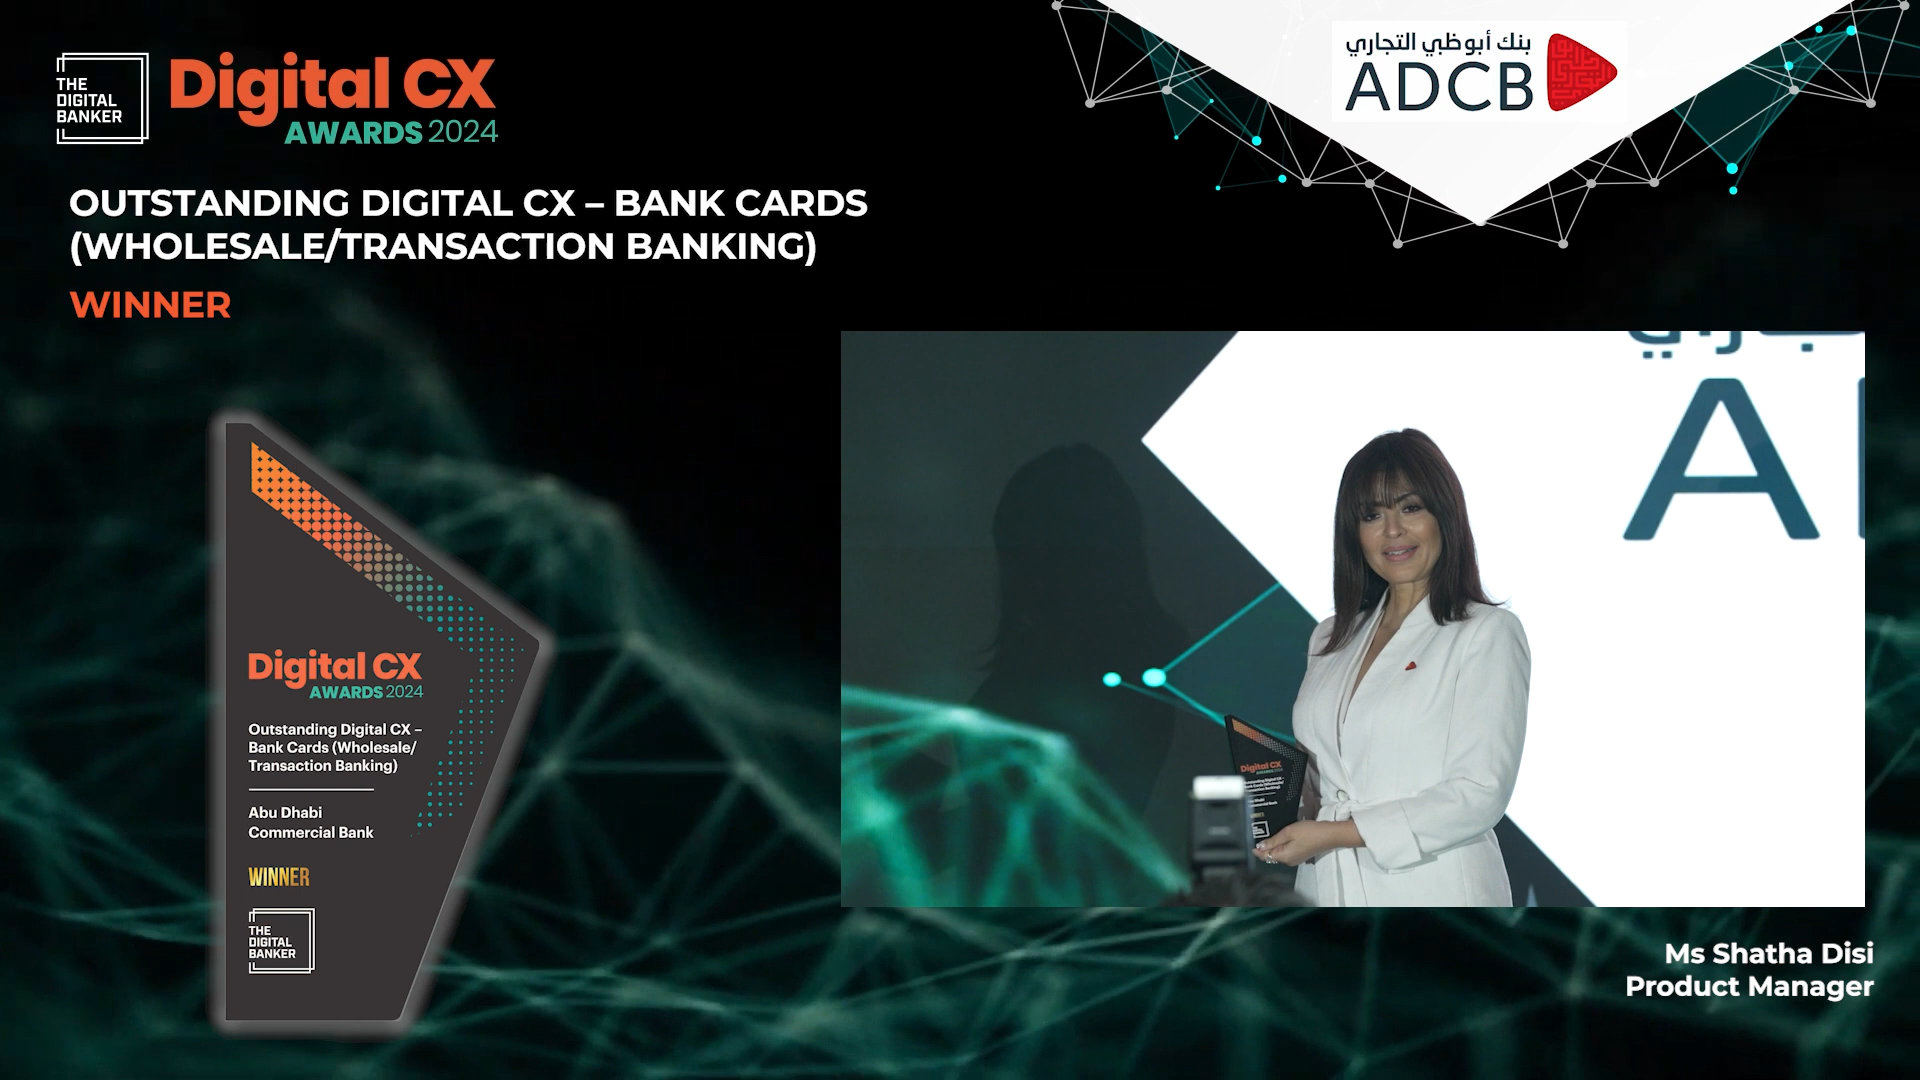 THE
DIGITAL
BANKER
Digital CX
AWARDS 2024
بنك أبوظبي التجاري
ADCB
OUTSTANDING DIGITAL CX – BANK CARDS
(WHOLESALE/TRANSACTION BANKING)
WINNER
Digital CX
AWARDS 2024
Outstanding Digital CX –
Bank Cards (Wholesale/
Transaction Banking)
Abu Dhabi
Commercial Bank
WINNER
THE
DIGITAL
BANKER
A
Digital CX
Ms Shatha Disi
Product Manager